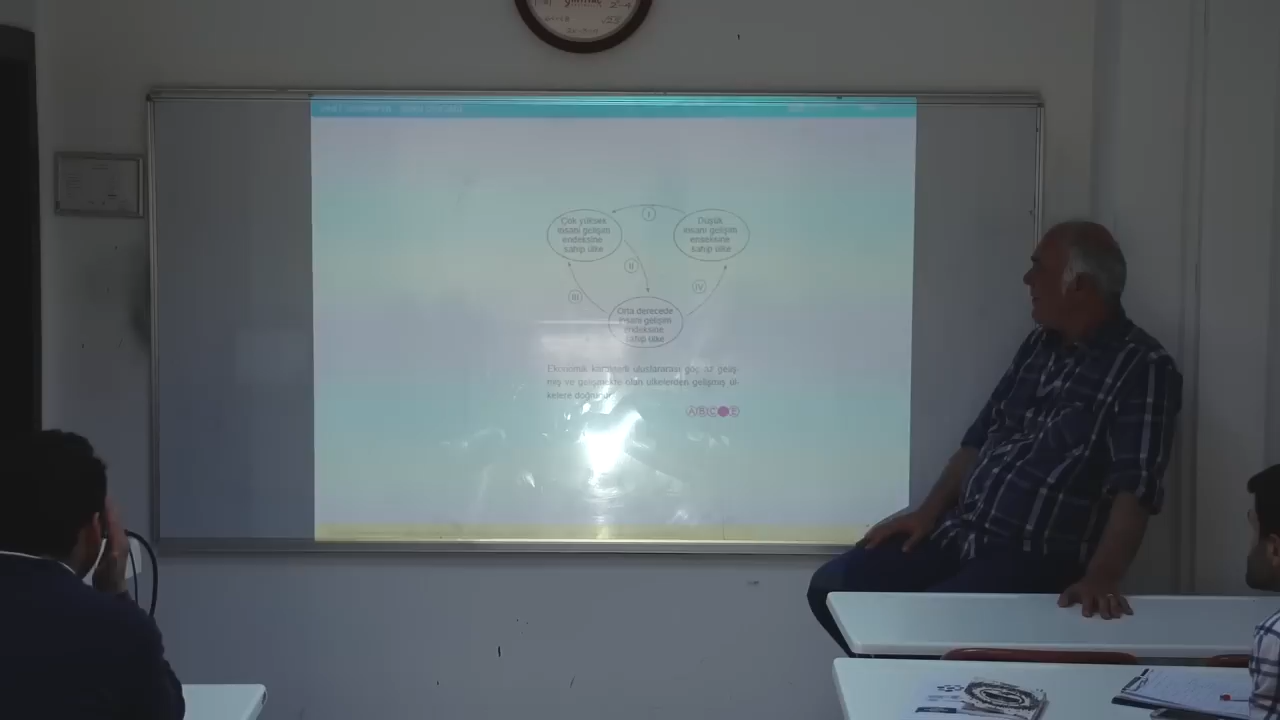 I
Çok yüksek
insani gelişim
endeksine
sahip ülke
Düşük
insani gelişim
endeksine
sahip ülke
II
III
IV
Orta derecede
insani gelişim
endeksine
sahip ülke
Ekonomik karakterli uluslararası göç az geliş-
miş ve gelişmekte olan ülkelerden gelişmiş ül-
kelere doğrudur.
A B C E